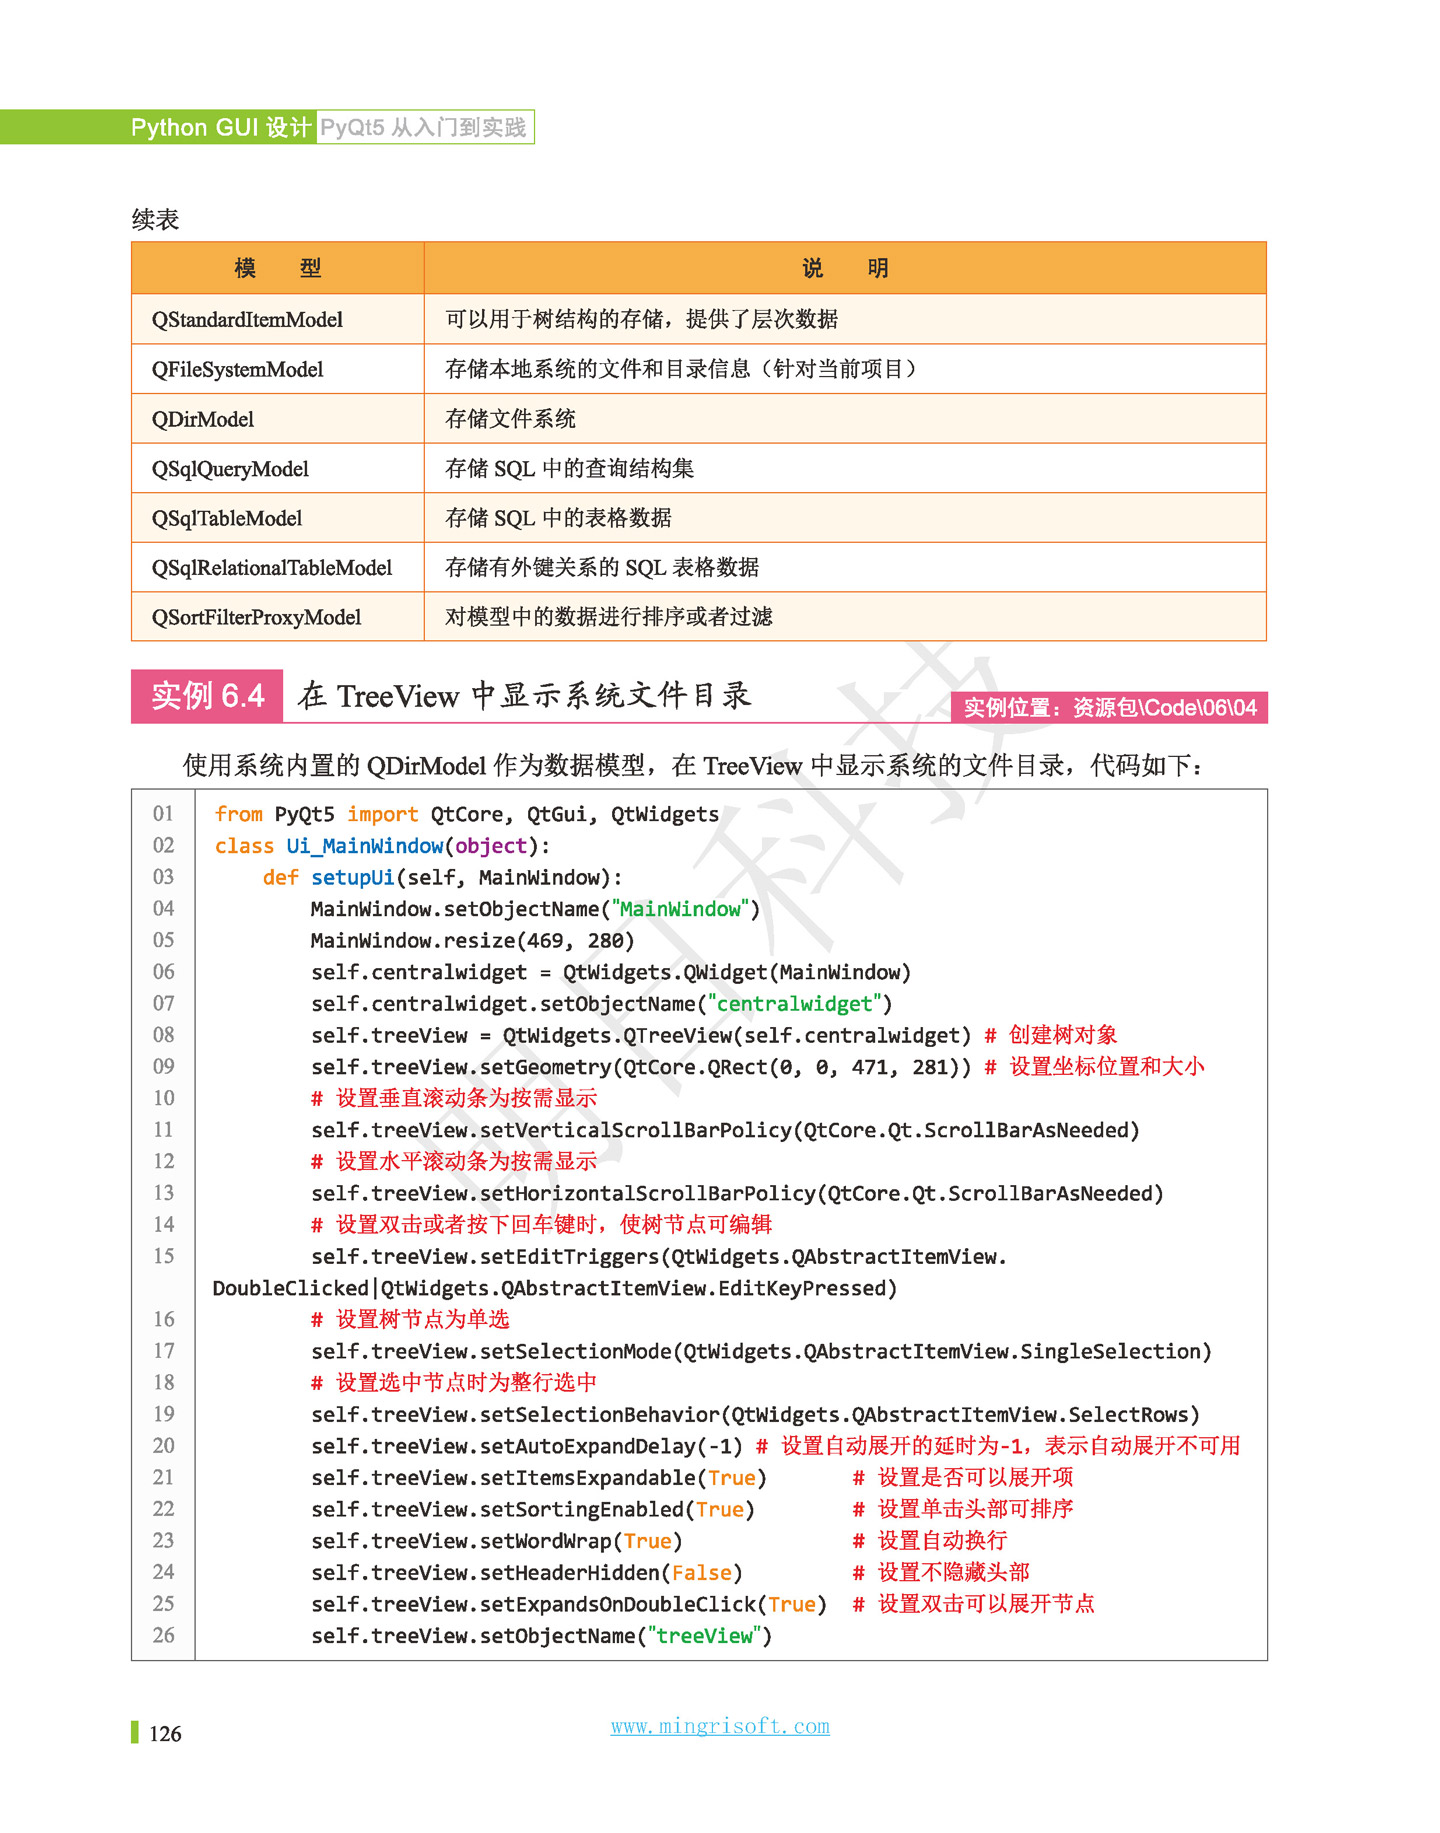 Python GUI 设计 PyQt5 从入门到实践
续表
模 型 说 明
QStandardItemModel 可以用于树结构的存储，提供了层次数据
QFileSystemModel 存储本地系统的文件和目录信息（针对当前项目）
QDirModel 存储文件系统
QSqlQueryModel 存储 SQL 中的查询结构集
QSqlTableModel 存储 SQL 中的表格数据
QSqlRelationalTableModel 存储有外键关系的 SQL 表格数据
QSortFilterProxyModel 对模型中的数据进行排序或者过滤
实例 6.4 在 TreeView 中显示系统文件目录 实例位置：资源包\Code\06\04
使用系统内置的 QDirModel 作为数据模型，在 TreeView 中显示系统的文件目录，代码如下：
01 from PyQt5 import QtCore, QtGui, QtWidgets
02 class Ui_MainWindow(object):
03     def setupUi(self, MainWindow):
04         MainWindow.setObjectName("MainWindow")
05         MainWindow.resize(469, 280)
06         self.centralwidget = QtWidgets.QWidget(MainWindow)
07         self.centralwidget.setObjectName("centralwidget")
08         self.treeView = QtWidgets.QTreeView(self.centralwidget) # 创建树对象
09         self.treeView.setGeometry(QtCore.QRect(0, 0, 471, 281)) # 设置坐标位置和大小
10         # 设置垂直滚动条为按需显示
11         self.treeView.setVerticalScrollBarPolicy(QtCore.Qt.ScrollBarAsNeeded)
12         # 设置水平滚动条为按需显示
13         self.treeView.setHorizontalScrollBarPolicy(QtCore.Qt.ScrollBarAsNeeded)
14         # 设置双击或者按下回车键时，使树节点可编辑
15         self.treeView.setEditTriggers(QtWidgets.QAbstractItemView.
DoubleClicked|QtWidgets.QAbstractItemView.EditKeyPressed)
16         # 设置树节点为单选
17         self.treeView.setSelectionMode(QtWidgets.QAbstractItemView.SingleSelection)
18         # 设置选中节点时为整行选中
19         self.treeView.setSelectionBehavior(QtWidgets.QAbstractItemView.SelectRows)
20         self.treeView.setAutoExpandDelay(-1) # 设置自动展开的延时为-1，表示自动展开不可用
21         self.treeView.setItemsExpandable(True)       # 设置是否可以展开项
22         self.treeView.setSortingEnabled(True)        # 设置单击头部可排序
23         self.treeView.setWordWrap(True)              # 设置自动换行
24         self.treeView.setHeaderHidden(False)         # 设置不隐藏头部
25         self.treeView.setExpandsOnDoubleClick(True)  # 设置双击可以展开节点
26         self.treeView.setObjectName("treeView")
明日科技
126 www.mingrisoft.com